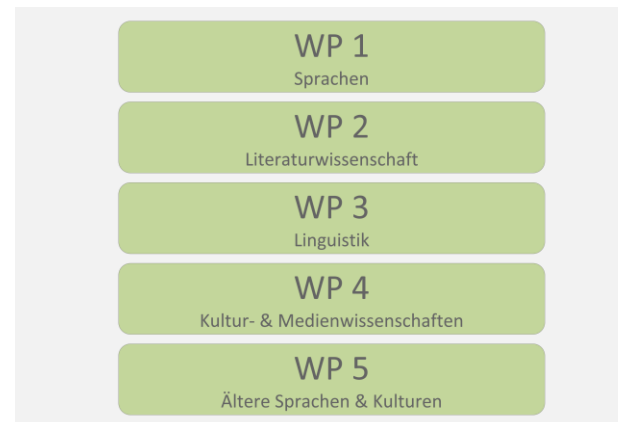 WP 1
Sprachen
WP 2
Literaturwissenschaft
WP 3
Linguistik
WP 4
Kultur- & Medienwissenschaften
WP 5
Ältere Sprachen & Kulturen